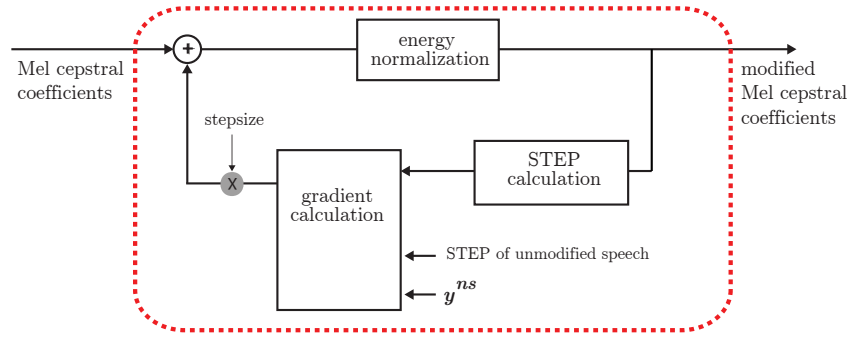 energy
normalization
+
Mel cepstral
coefficients
modified
Mel cepstral
coefficients
stepsize
STEP
calculation
X
gradient
calculation
STEP of unmodified speech
y^{ns}